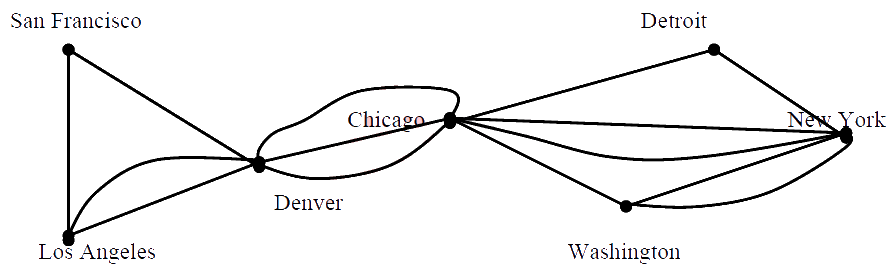 San Francisco
Detroit
Chicago
New York
Denver
Los Angeles
Washington